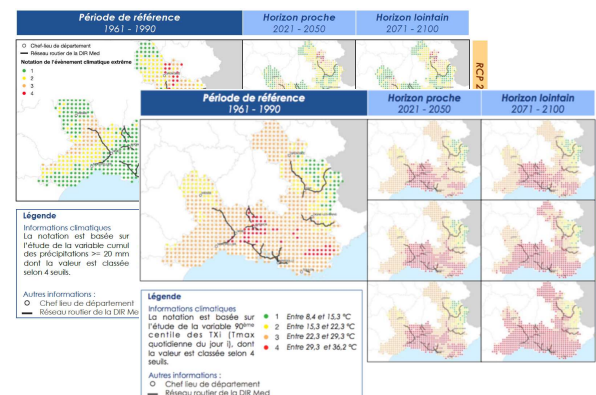 Période de référence
1961 - 1990
Horizon proche
2021 - 2050
Horizon lointain
2071 - 2100
Chef-lieu de département
Réseau routier de la DIR Med
Notation de l'évènement climatique extrême
1
2
3
4
RCP 2
Légende
Informations climatiques
La notation est basée sur
l'étude de la variable cumul
des précipitations >= 20 mm
dont la valeur est classée
selon 4 seuils.
Autres informations :
Chef lieu de département
Réseau routier de la DIR Me
Période de référence
1961 - 1990
Horizon proche
2021 - 2050
Horizon lointain
2071 - 2100
Légende
Informations climatiques
La notation est basée sur
l'étude de la variable 90ème
centile des TXi (Tmax
quotidienne du jour i), dont
la valeur est classée selon 4
seuils.
1 Entre 8,4 et 15,3 °C
2 Entre 15,3 et 22,3 °C
3 Entre 22,3 et 29,3 °C
4 Entre 29,3 et 36,2 °C
Autres informations :
Chef lieu de département
Réseau routier de la DIR Med